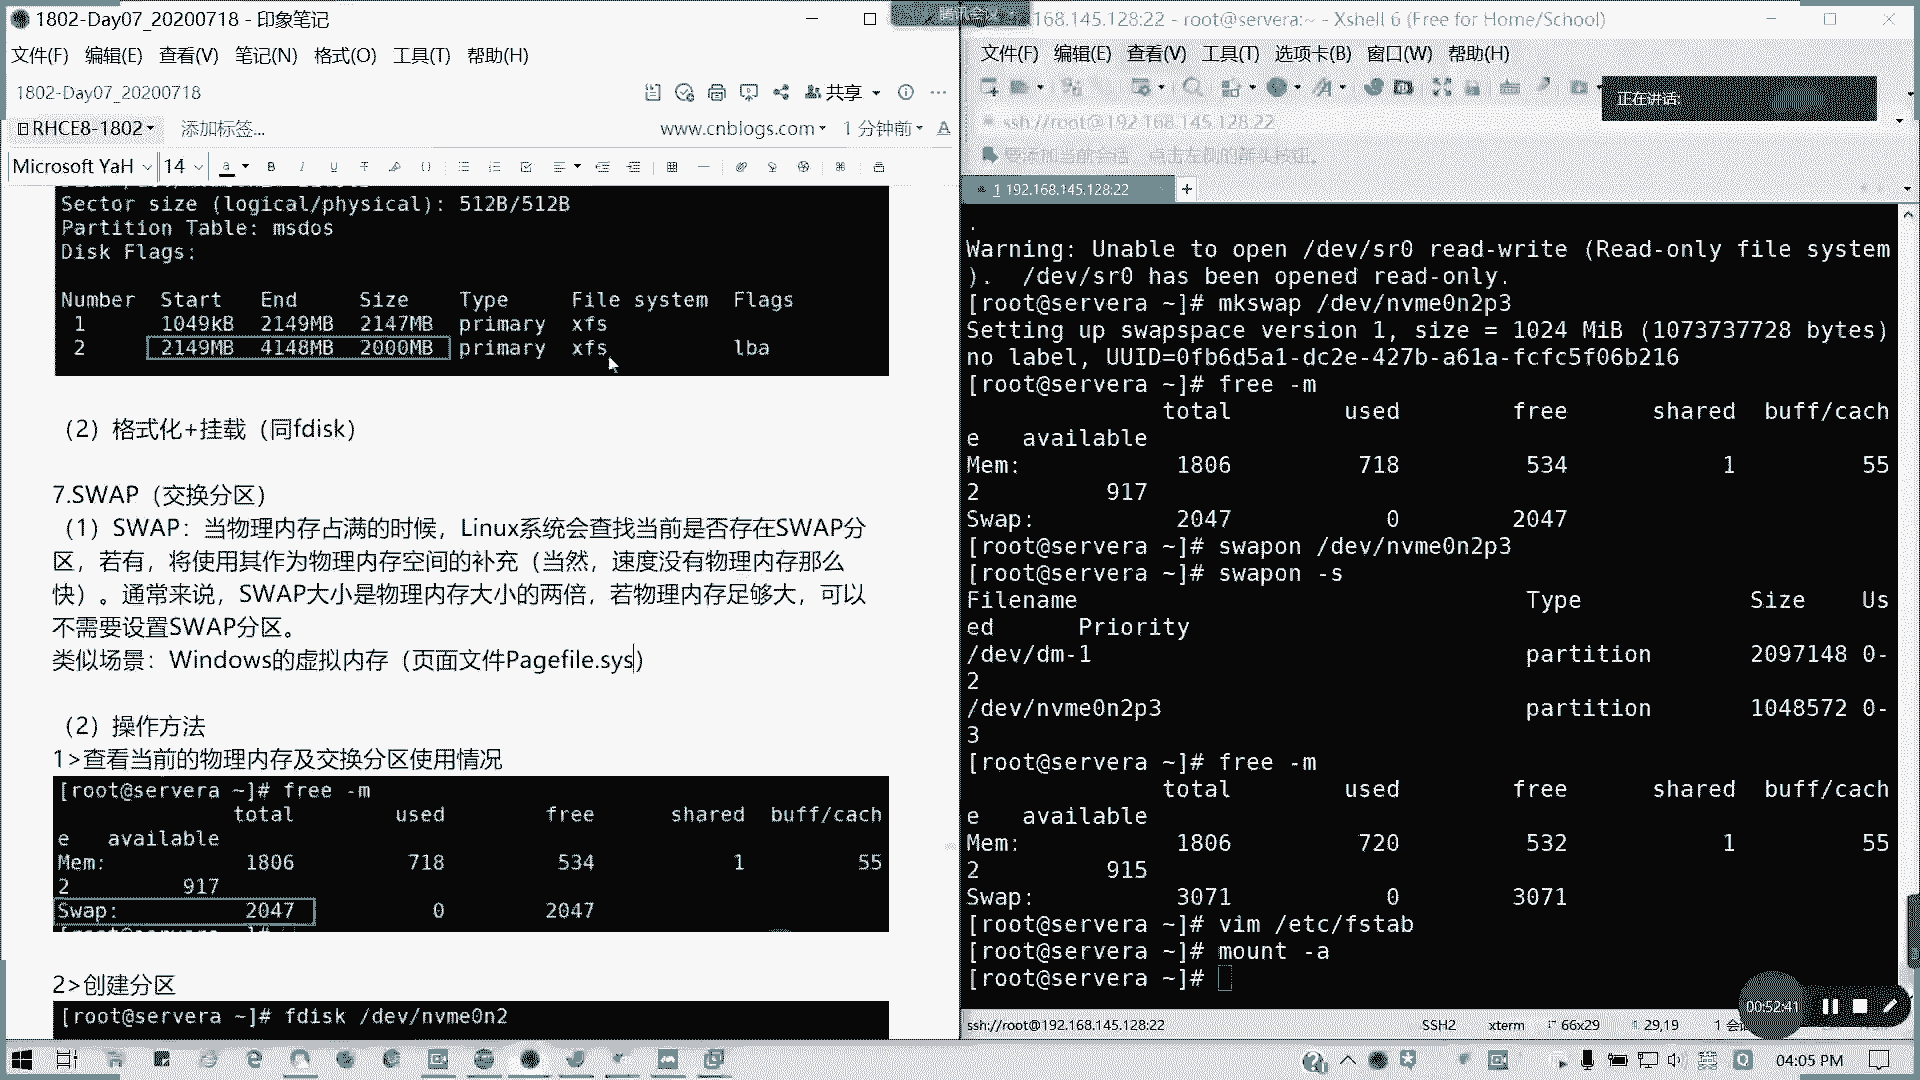 1802-Day07_20200718 - 印象笔记
文件(F) 编辑(E) 查看(V) 笔记(N) 格式(O) 工具(T) 帮助(H)
1802-Day07_20200718
共享
RHCE8-1802
添加标签...
www.cnblogs.com
1 分钟前
Microsoft YaH
14
Sector size (logical/physical): 512B/512B
Partition Table: msdos
Disk Flags:
Number Start End Size Type File system Flags
1 1049kB 2149MB 2147MB primary xfs
2 2149MB 4148MB 2000MB primary xfs lba
（2）格式化+挂载（同fdisk）
7.SWAP（交换分区）
（1）SWAP：当物理内存占满的时候，Linux系统会查找当前是否存在SWAP分
区，若有，将使用其作为物理内存空间的补充（当然，速度没有物理内存那么
快）。通常来说，SWAP大小是物理内存大小的两倍，若物理内存足够大，可以
不需要设置SWAP分区。
类似场景：Windows的虚拟内存（页面文件Pagefile.sys）
（2）操作方法
1>查看当前的物理内存及交换分区使用情况
[root@servera ~]# free -m
total used free shared buff/cach
e available
Mem: 1806 718 534 1 55
2 917
Swap: 2047 0 2047
2>创建分区
[root@servera ~]# fdisk /dev/nvme0n2
168.145.128:22 - root@servera:~ - Xshell 6 (Free for Home/School)
文件(F) 编辑(E) 查看(V) 工具(T) 选项卡(B) 窗口(W) 帮助(H)
正在讲话:
ssh://root@192.168.145.128:22
要添加当前会话，点击左侧的箭头按钮。
1 192.168.145.128:22
.
Warning: Unable to open /dev/sr0 read-write (Read-only file system
). /dev/sr0 has been opened read-only.
[root@servera ~]# mkswap /dev/nvme0n2p3
Setting up swapspace version 1, size = 1024 MiB (1073737728 bytes)
no label, UUID=0fb6d5a1-dc2e-427b-a61a-fcfc5f06b216
[root@servera ~]# free -m
total used free shared buff/cach
e available
Mem: 1806 718 534 1 55
2 917
Swap: 2047 0 2047
[root@servera ~]# swapon /dev/nvme0n2p3
[root@servera ~]# swapon -s
Filename Type Size Us
ed Priority
/dev/dm-1 partition 2097148 0-
2
/dev/nvme0n2p3 partition 1048572 0-
3
[root@servera ~]# free -m
total used free shared buff/cach
e available
Mem: 1806 720 532 1 55
2 915
Swap: 3071 0 3071
[root@servera ~]# vim /etc/fstab
[root@servera ~]# mount -a
[root@servera ~]#
00:52:41
ssh://root@192.168.145.128:22
SSH2
xterm
66x29
29,19
04:05 PM